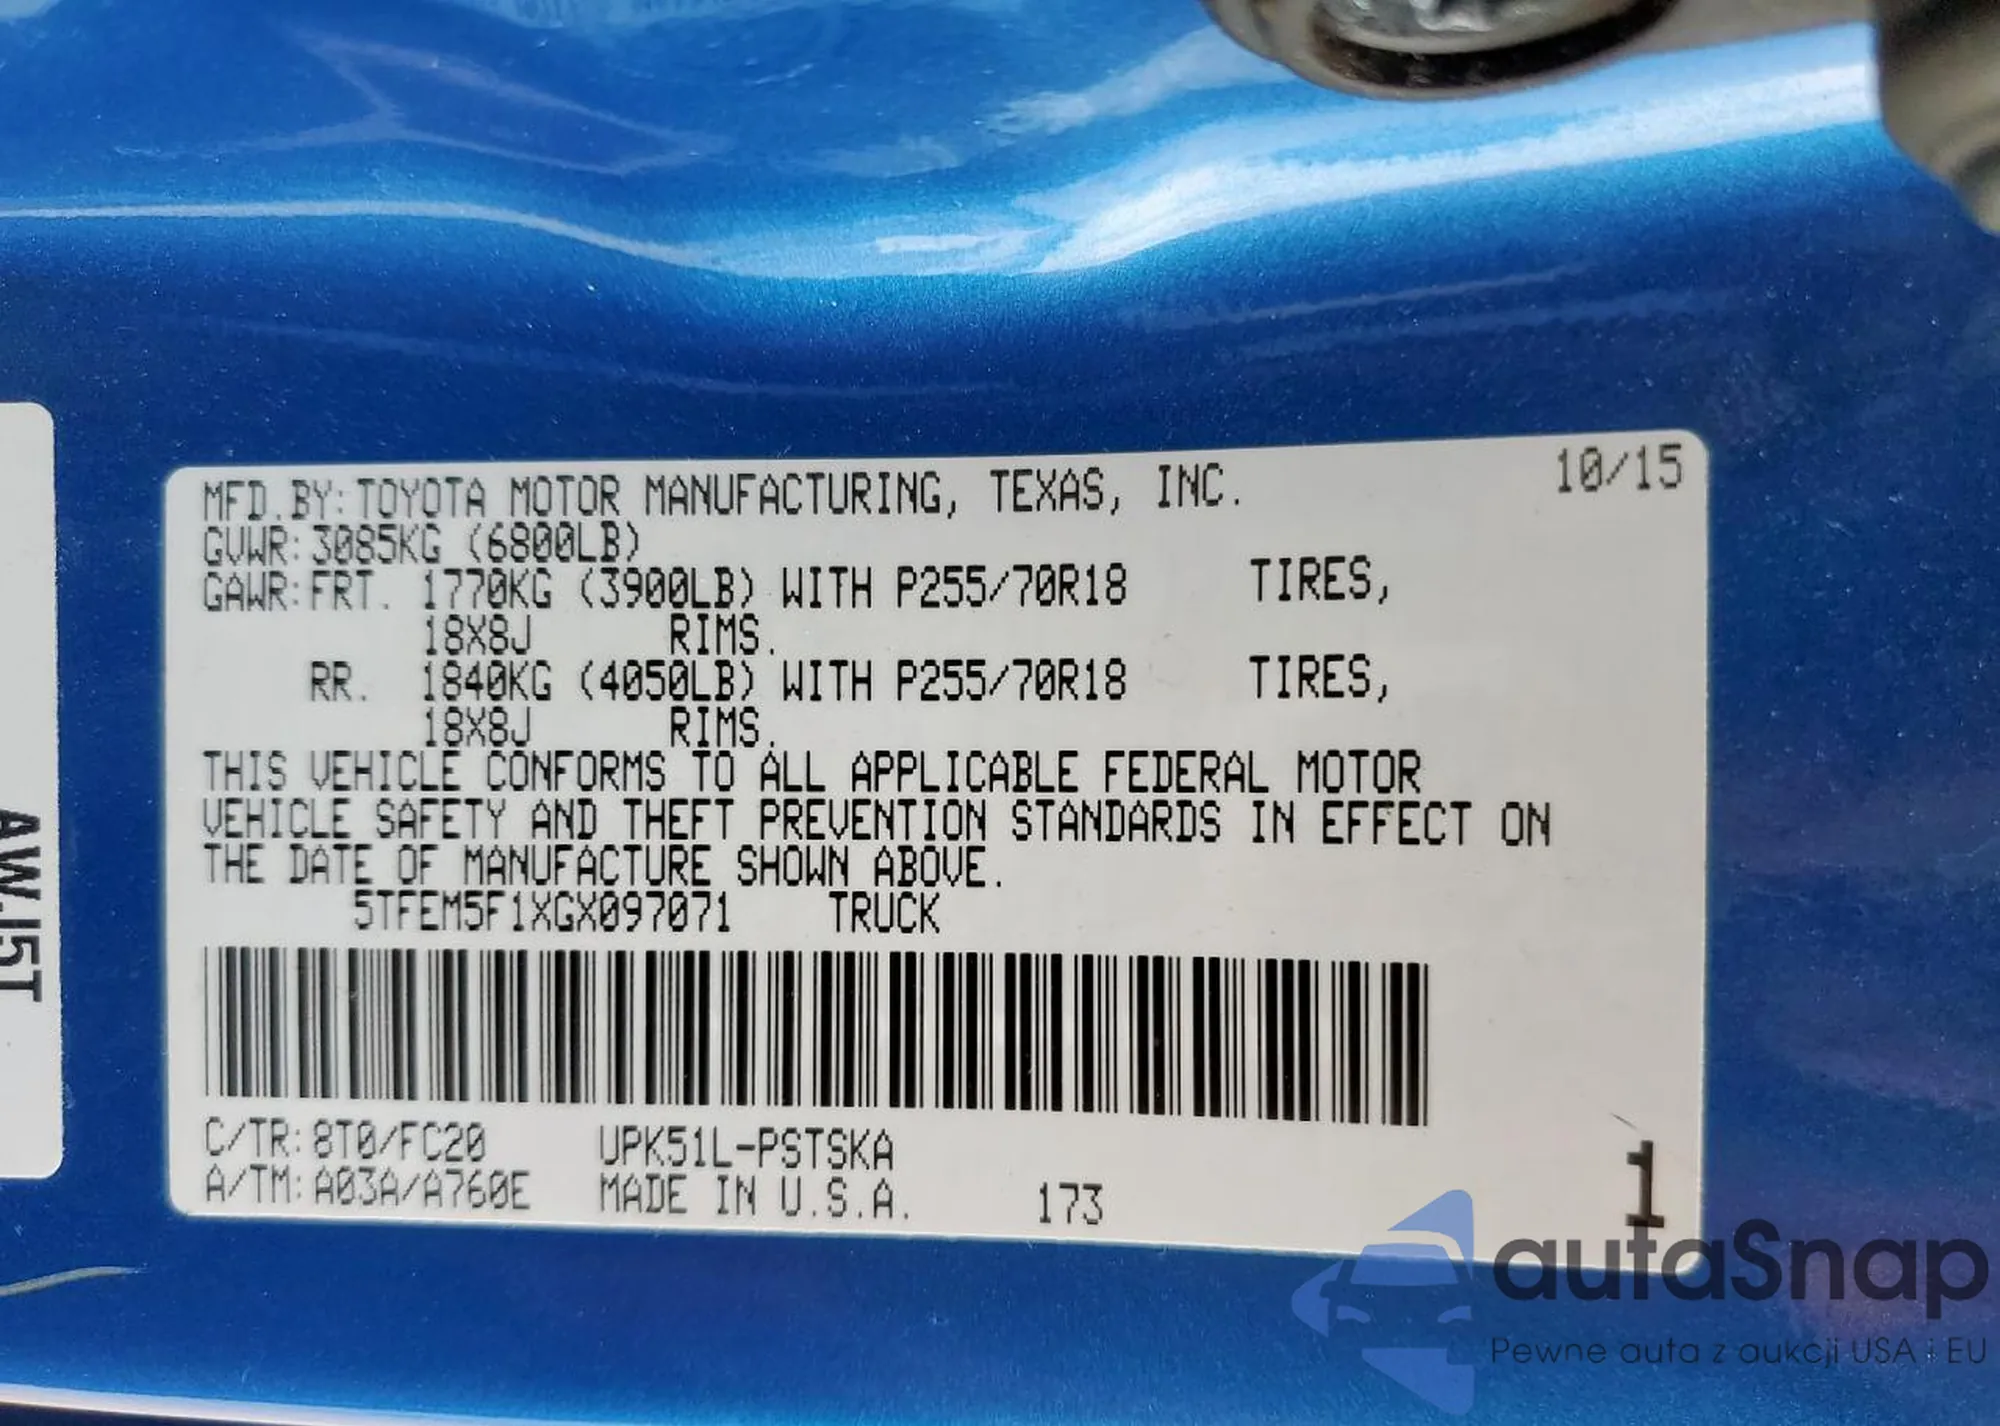 MFD.BY:TOYOTA MOTOR MANUFACTURING, TEXAS, INC. 10/15
GVWR:3085KG (6800LB)
GAWR:FRT. 1770KG (3900LB) WITH P255/70R18 TIRES,
18X8J RIMS.
RR. 1840KG (4050LB) WITH P255/70R18 TIRES,
18X8J RIMS.
THIS VEHICLE CONFORMS TO ALL APPLICABLE FEDERAL MOTOR
VEHICLE SAFETY AND THEFT PREVENTION STANDARDS IN EFFECT ON
THE DATE OF MANUFACTURE SHOWN ABOVE.
5TFEM5F1XGX097071 TRUCK
C/TR:8T0/FC20 UPK51L-PSTSKA
A/TM:A03A/A760E MADE IN U.S.A. 173
1
autaSnap
Pewne auta z aukcji USA i EU